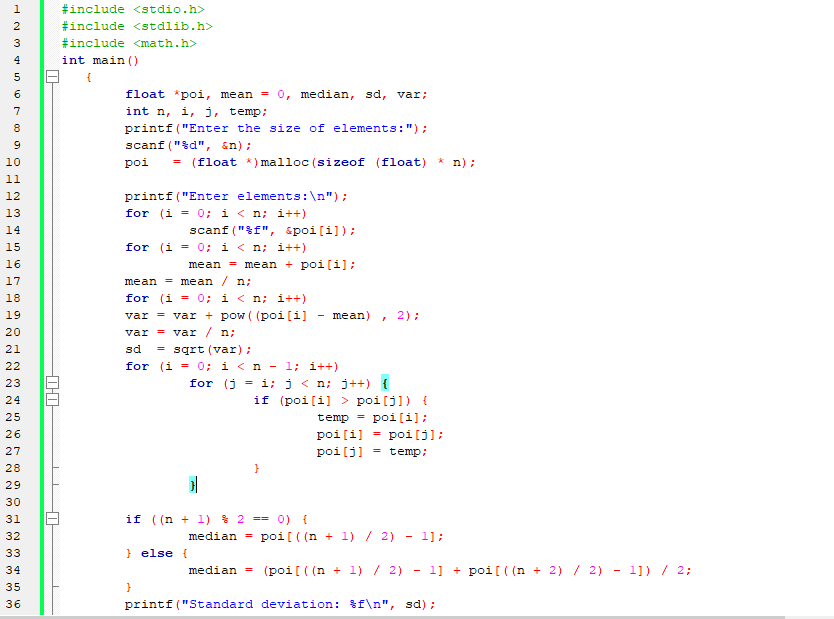 1 #include <stdio.h>
2 #include <stdlib.h>
3 #include <math.h>
4 int main()
5 {
6 float *poi, mean = 0, median, sd, var;
7 int n, i, j, temp;
8 printf("Enter the size of elements:");
9 scanf("%d", &n);
10 poi   = (float *)malloc(sizeof (float) * n);
11
12 printf("Enter elements:\n");
13 for (i = 0; i < n; i++)
14 scanf("%f", &poi[i]);
15 for (i = 0; i < n; i++)
16 mean = mean + poi[i];
17 mean = mean / n;
18 for (i = 0; i < n; i++)
19 var = var + pow((poi[i] - mean) , 2);
20 var = var / n;
21 sd  = sqrt(var);
22 for (i = 0; i < n - 1; i++)
23 for (j = i; j < n; j++) {
24 if (poi[i] > poi[j]) {
25 temp = poi[i];
26 poi[i] = poi[j];
27 poi[j] = temp;
28 }
29 }
30
31 if ((n + 1) % 2 == 0) {
32 median = poi[((n + 1) / 2) - 1];
33 } else {
34 median = (poi[((n + 1) / 2) - 1] + poi[((n + 2) / 2) - 1]) / 2;
35 }
36 printf("Standard deviation: %f\n", sd);